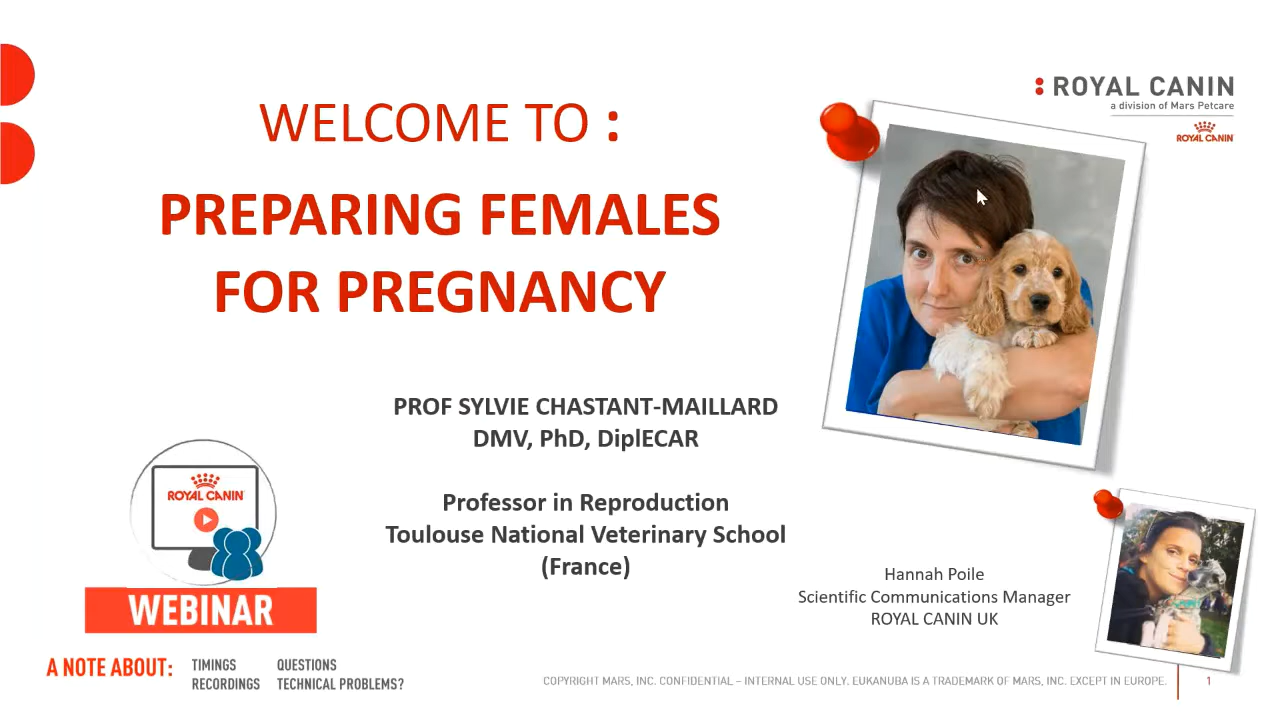 ROYAL CANIN
a division of Mars Petcare
ROYAL CANIN
WELCOME TO :
PREPARING FEMALES
FOR PREGNANCY
PROF SYLVIE CHASTANT-MAILLARD
DMV, PhD, DiplECAR
Professor in Reproduction
Toulouse National Veterinary School
(France)
Hannah Poile
Scientific Communications Manager
ROYAL CANIN UK
ROYAL CANIN
WEBINAR
A NOTE ABOUT:
TIMINGS
RECORDINGS
QUESTIONS
TECHNICAL PROBLEMS?
COPYRIGHT MARS, INC. CONFIDENTIAL – INTERNAL USE ONLY. EUKANUBA IS A TRADEMARK OF MARS, INC. EXCEPT IN EUROPE.
1